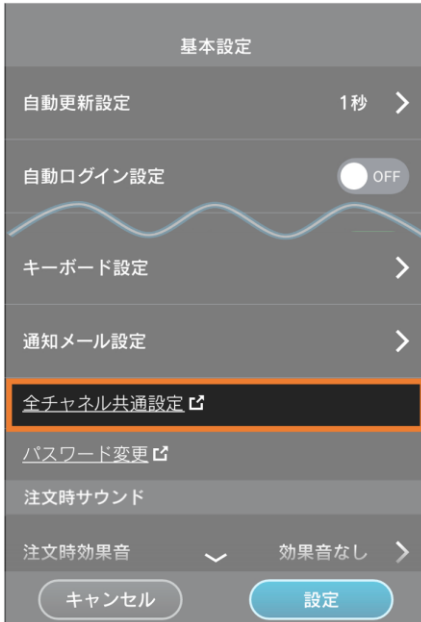 基本設定
自動更新設定 1秒
自動ログイン設定 OFF
キーボード設定
通知メール設定
全チャネル共通設定
パスワード変更
注文時サウンド
注文時効果音 効果音なし
キャンセル 設定